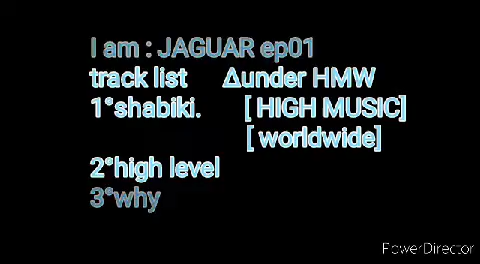 I am : JAGUAR ep01
track list Δunder HMW
1°shabiki. [ HIGH MUSIC]
[ worldwide]
2°high level
3°why
PowerDirector